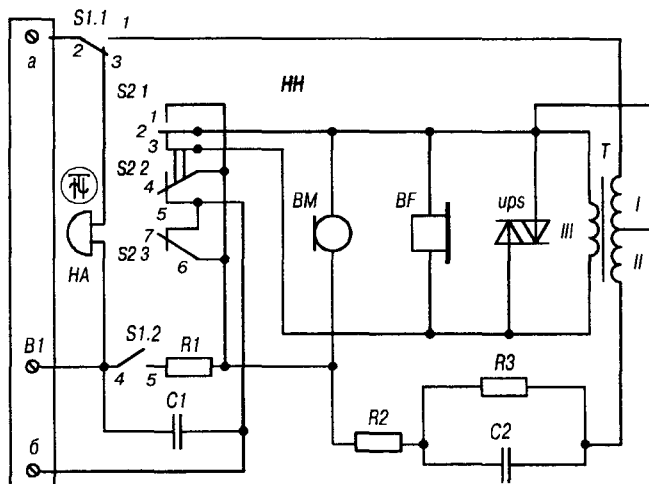 S1.1
1
а
2
3
S2 1
НН
1
2
3
S2 2
4
5
BM
BF
ups
III
T
I
II
7
S2 3
6
HA
B1
S1.2
4
5
R1
C1
R2
R3
C2
б